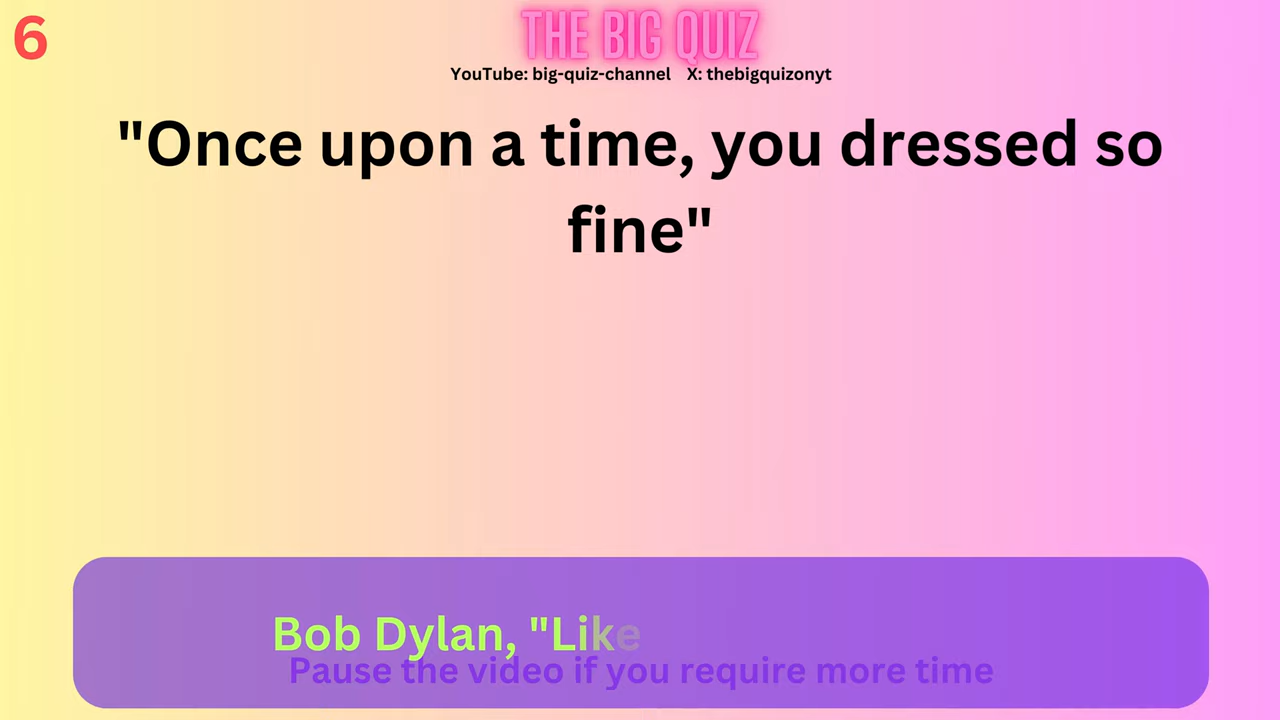 6
THE BIG QUIZ
YouTube: big-quiz-channel X: thebigquizonyt
"Once upon a time, you dressed so
fine"
Bob Dylan, "Like
Pause the video if you require more time